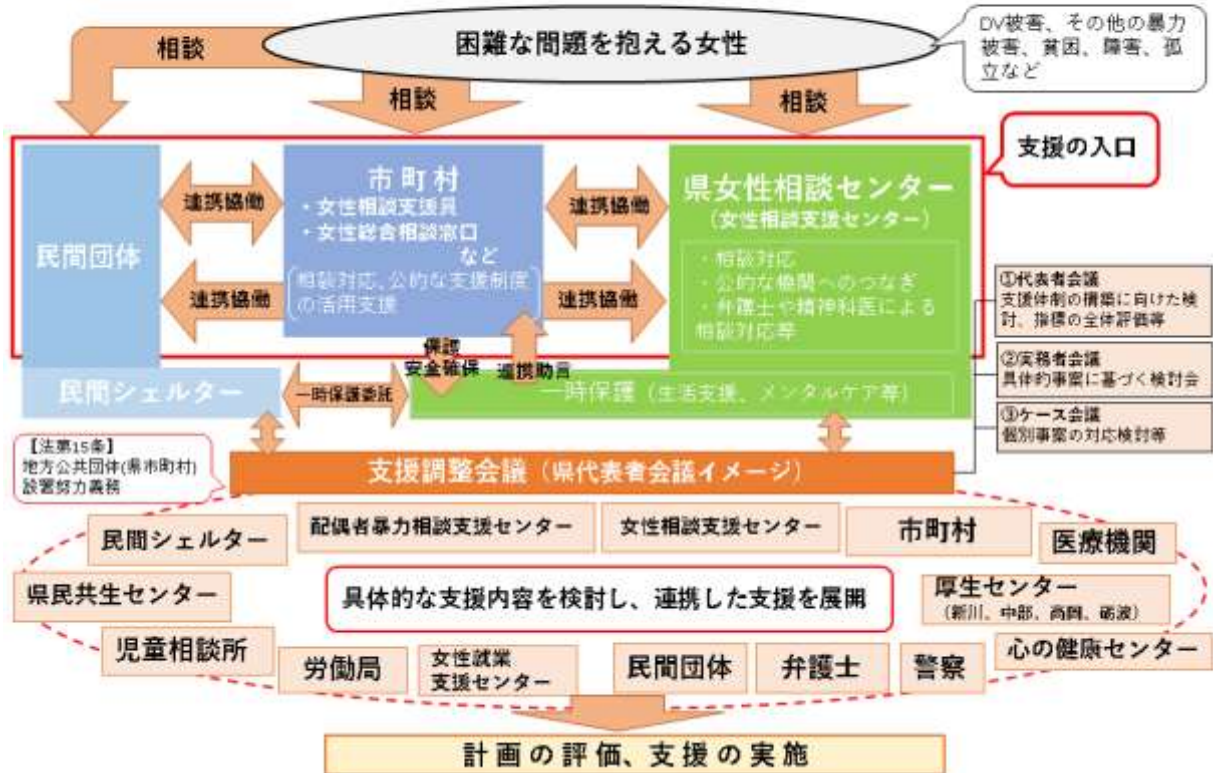 困難な問題を抱える女性
DV被害、その他の暴力
被害、貧困、障害、孤
立など
相談
相談
相談
支援の入口
民間団体
連携協働
連携協働
市町村
・女性相談支援員
・女性総合相談窓口
など
相談対応、公的な支援制度
の活用支援
連携協働
連携協働
県女性相談センター
(女性相談支援センター)
・相談対応
・公的な機関へのつなぎ
・弁護士や精神科医による
相談対応等
保護
安全確保
連携助言
民間シェルター
一時保護委託
一時保護(生活支援、メンタルケア等)
①代表者会議
支援体制の構築に向けた検
討、指標の全体評価等
②実務者会議
具体的事案に基づく検討会
③ケース会議
個別事案の対応検討等
【法第15条】
地方公共団体(県市町村)
設置努力義務
支援調整会議(県代表者会議イメージ)
民間シェルター
配偶者暴力相談支援センター
女性相談支援センター
市町村
医療機関
県民共生センター
具体的な支援内容を検討し、連携した支援を展開
厚生センター
(新川、中部、高岡、砺波)
児童相談所
労働局
女性就業
支援センター
民間団体
弁護士
警察
心の健康センター
計画の評価、支援の実施